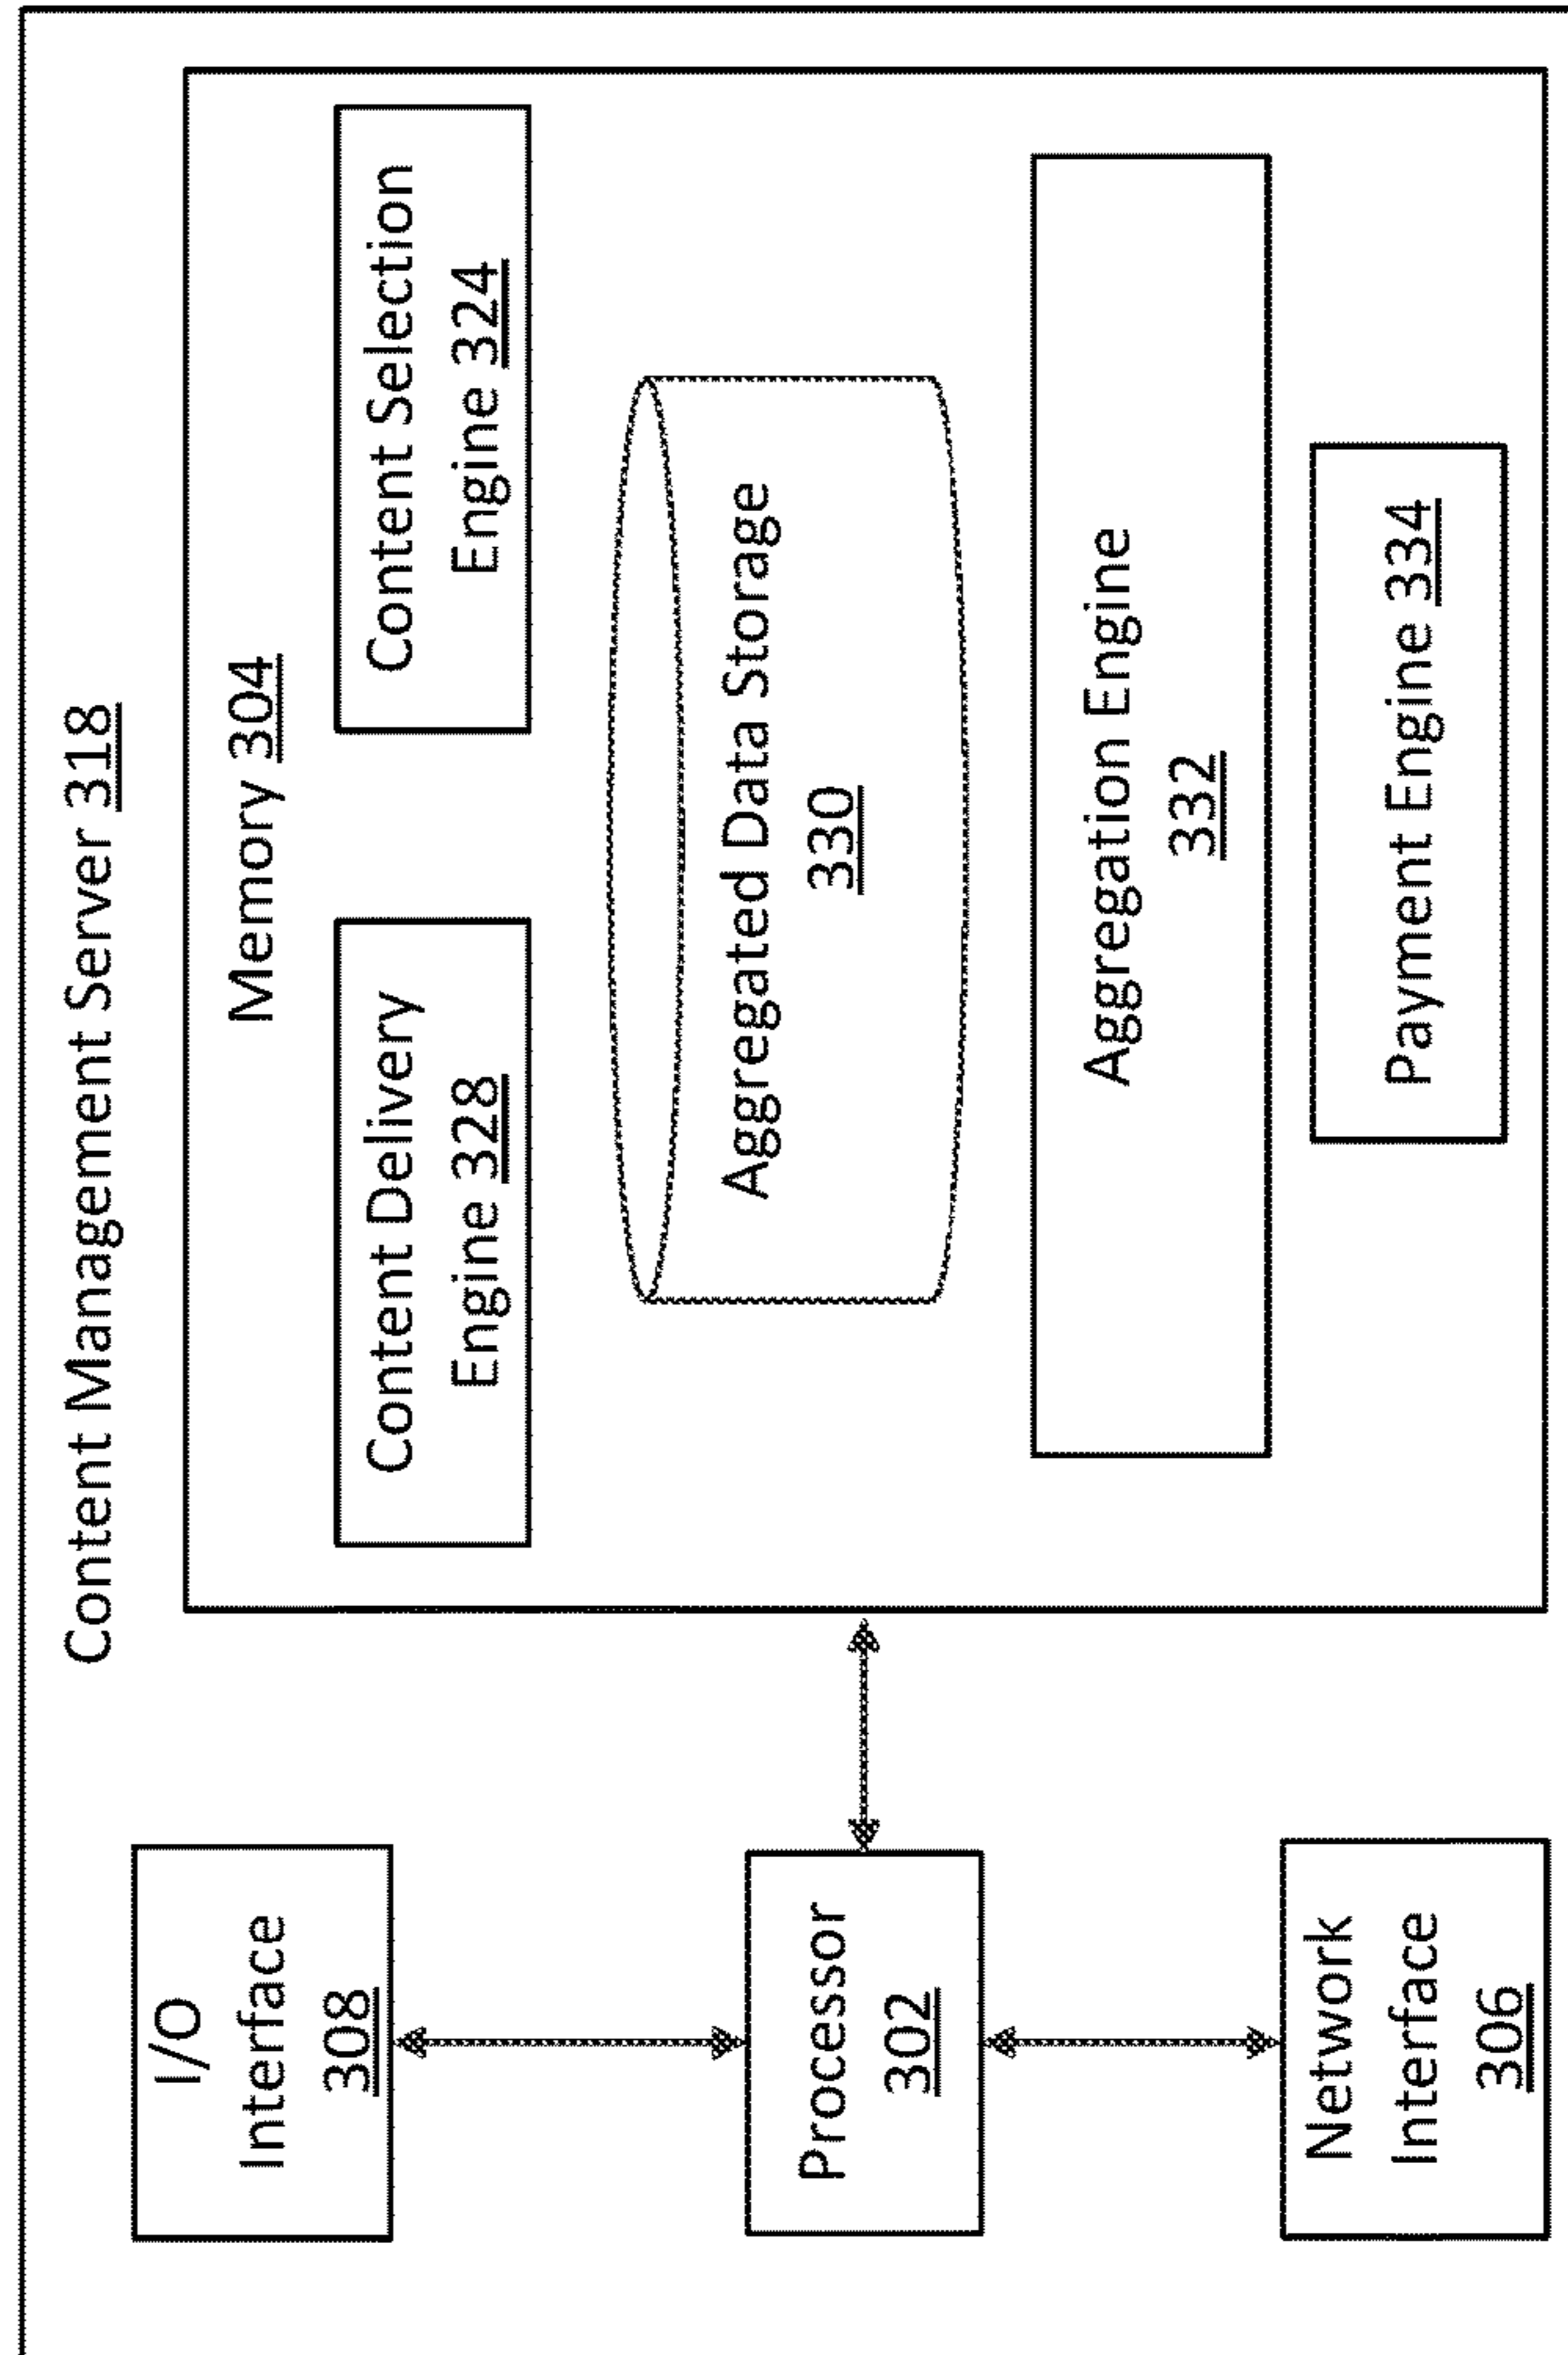 Content Management Server 318
I/O
Interface
308
Processor
302
Network
Interface
306
Memory 304
Content Delivery
Engine 328
Content Selection
Engine 324
Aggregated Data Storage
330
Aggregation Engine
332
Payment Engine 334